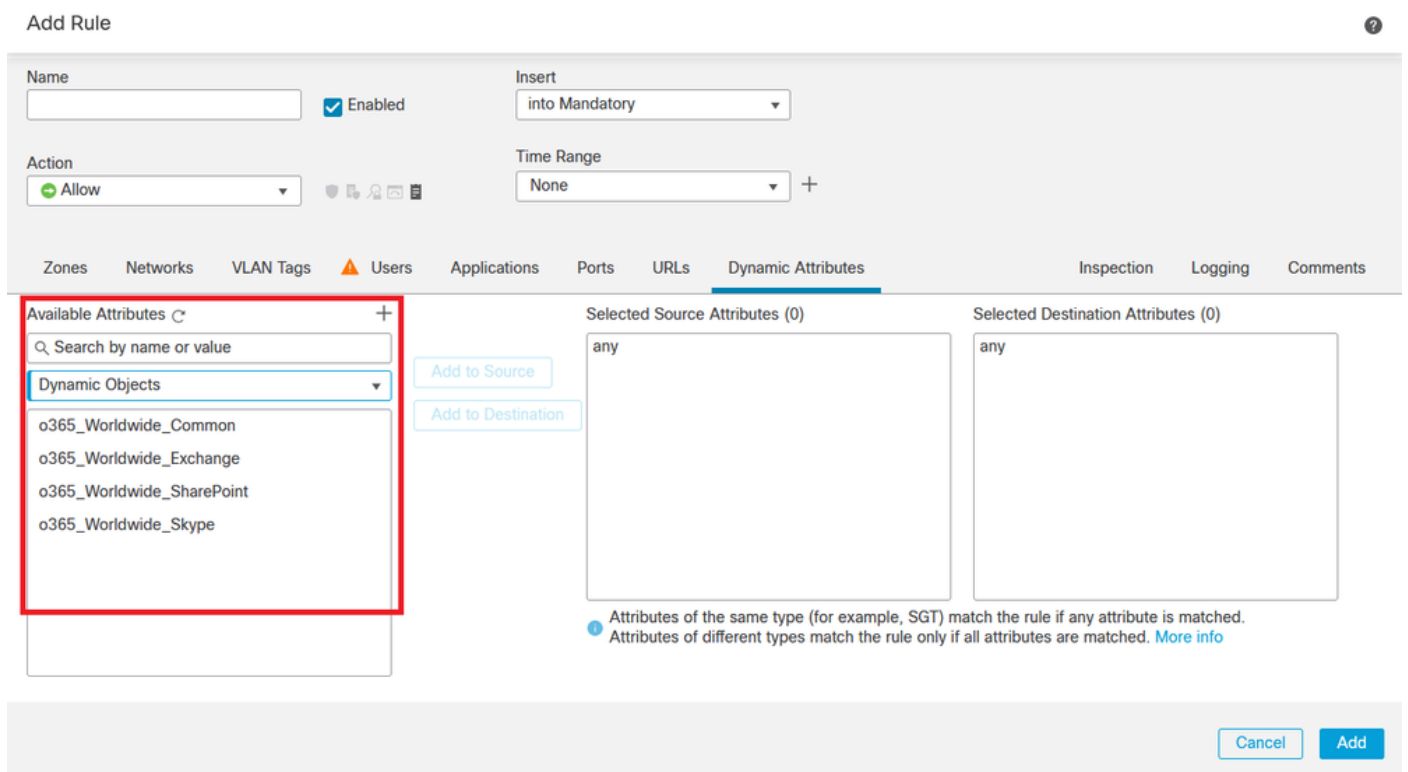 Add Rule
?
Name
Insert
Enabled
into Mandatory
Action
Time Range
Allow
None
Zones Networks VLAN Tags Users Applications Ports URLs Dynamic Attributes Inspection Logging Comments
Available Attributes
Selected Source Attributes (0)
Selected Destination Attributes (0)
Search by name or value
any
any
Dynamic Objects
Add to Source
Add to Destination
o365_Worldwide_Common
o365_Worldwide_Exchange
o365_Worldwide_SharePoint
o365_Worldwide_Skype
Attributes of the same type (for example, SGT) match the rule if any attribute is matched.
Attributes of different types match the rule only if all attributes are matched. More info
Cancel
Add